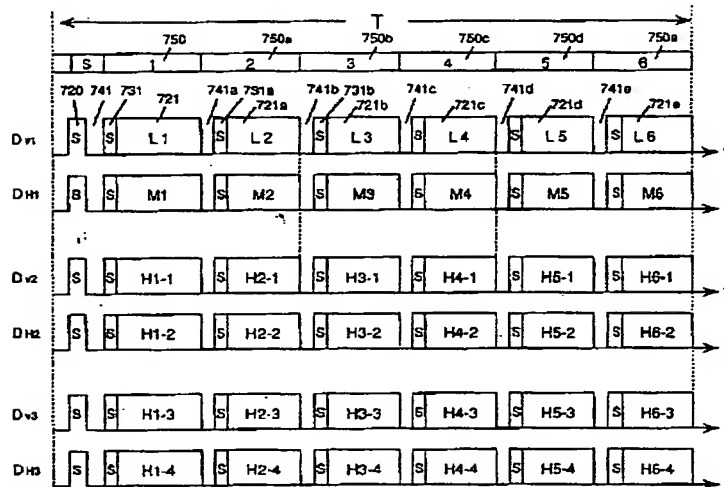 T
750 750a 750b 750c 750d 750e
S 1 2 3 4 5 6
720 741 731 721 741a 731a 721a 741b 731b 721b 741c 721c 741d 721d 741e 721e
DV1 S S L1 S L2 S L3 S L4 S L5 S L6
DH1 S S M1 S M2 S M3 S M4 S M5 S M6
DV2 S S H1-1 S H2-1 S H3-1 S H4-1 S H5-1 S H6-1
DH2 S S H1-2 S H2-2 S H3-2 S H4-2 S H5-2 S H6-2
DV3 S S H1-3 S H2-3 S H3-3 S H4-3 S H5-3 S H6-3
DH3 S S H1-4 S H2-4 S H3-4 S H4-4 S H5-4 S H6-4